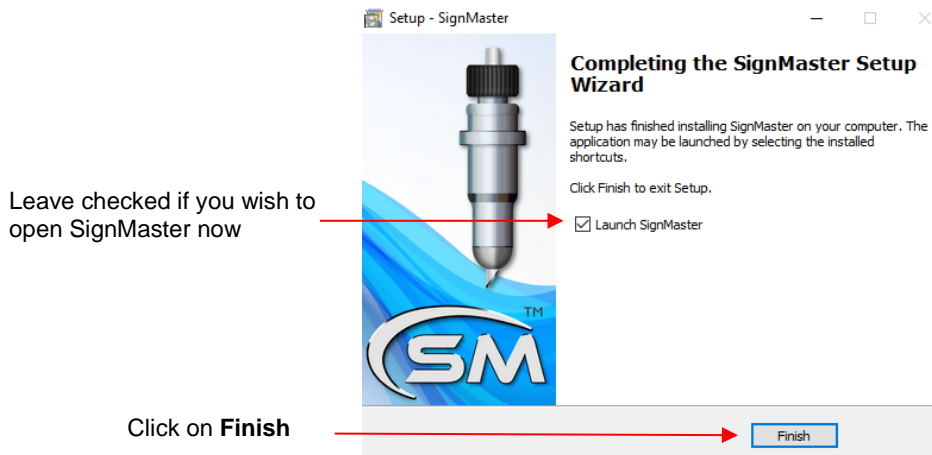 Setup - SignMaster
Completing the SignMaster Setup
Wizard
Setup has finished installing SignMaster on your computer. The
application may be launched by selecting the installed
shortcuts.
Click Finish to exit Setup.
Leave checked if you wish to
open SignMaster now
Launch SignMaster
TM
SM
Click on Finish
Finish